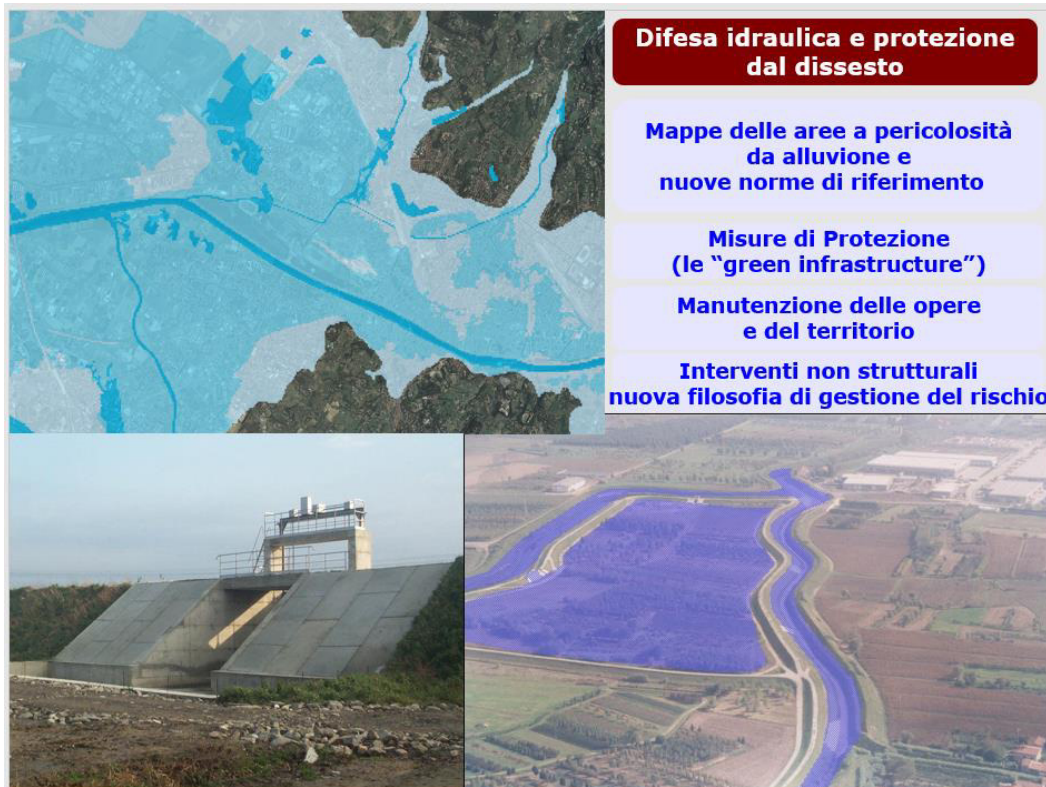 Difesa idraulica e protezione
dal dissesto
Mappe delle aree a pericolosità
da alluvione e
nuove norme di riferimento
Misure di Protezione
(le “green infrastructure”)
Manutenzione delle opere
e del territorio
Interventi non strutturali
nuova filosofia di gestione del rischio